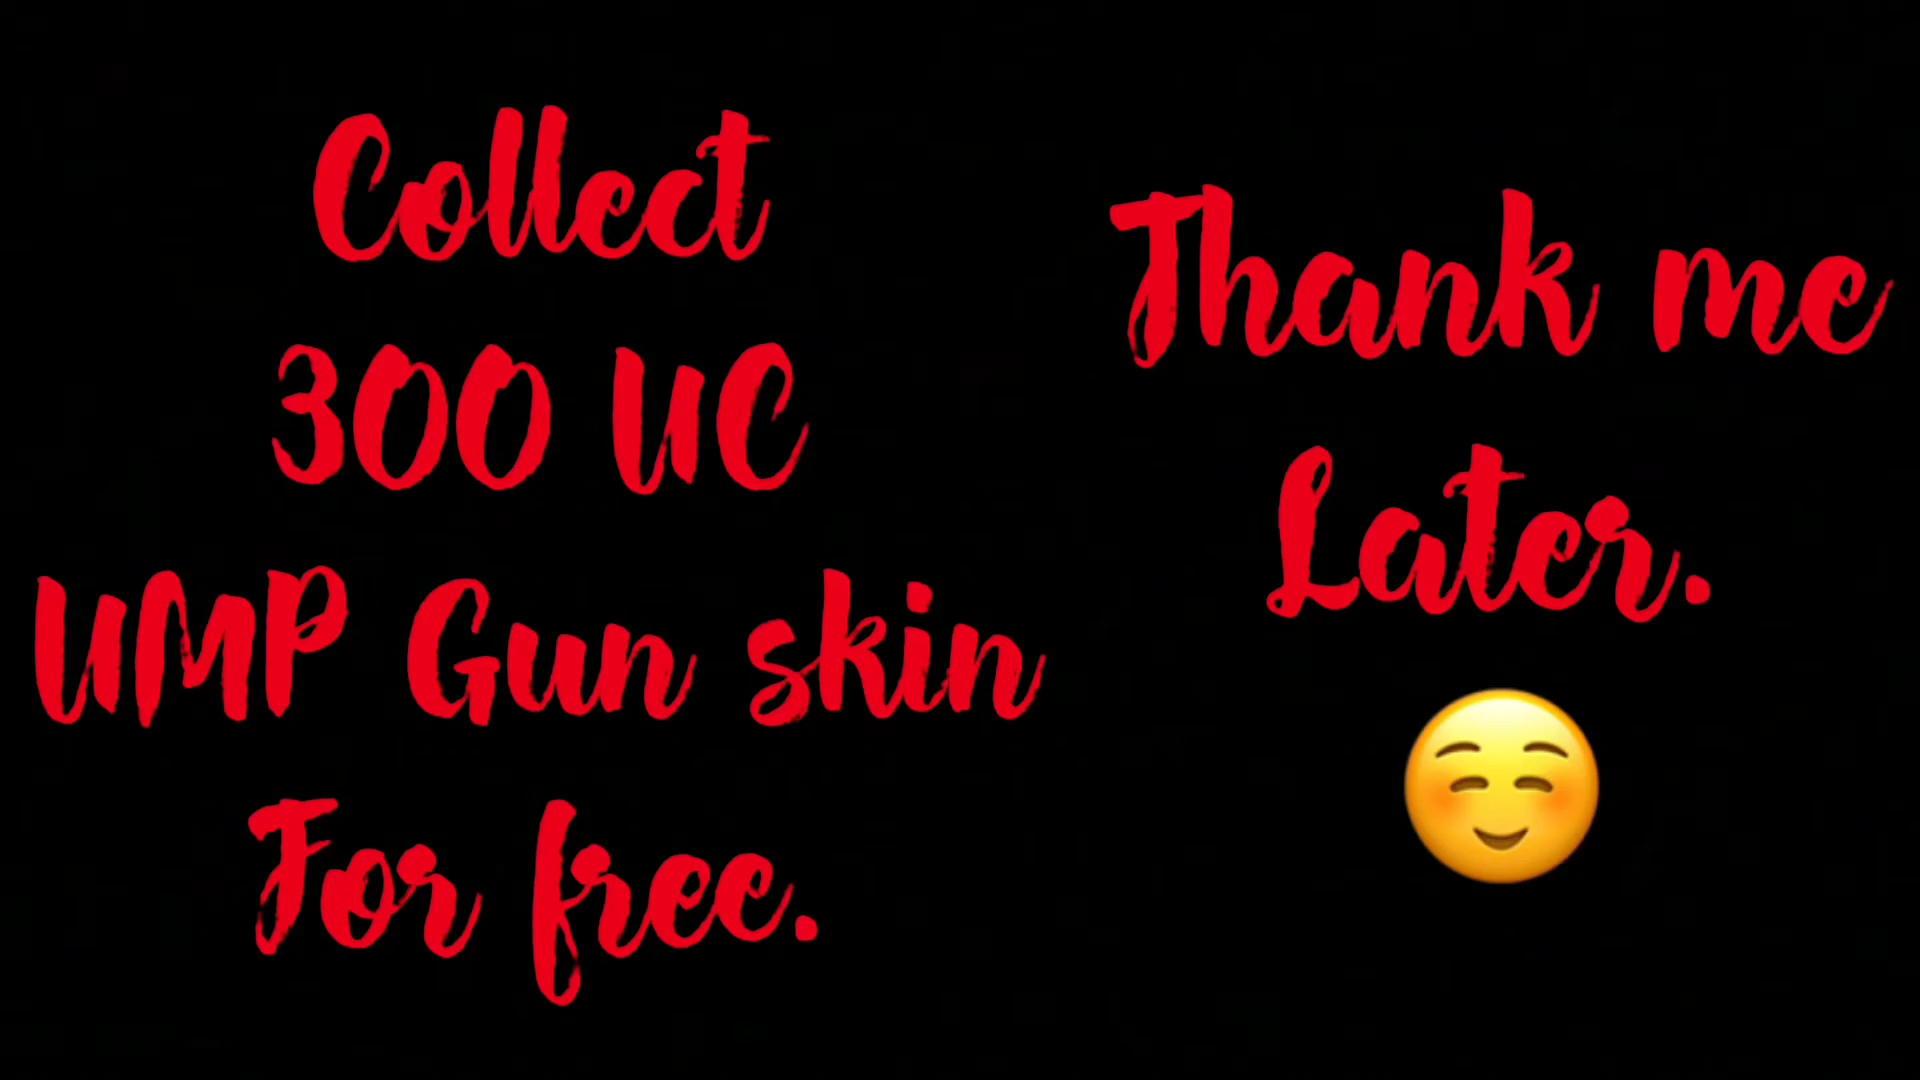 Collect
300 UC
UMP Gun skin
For free.
Thank me
Later.